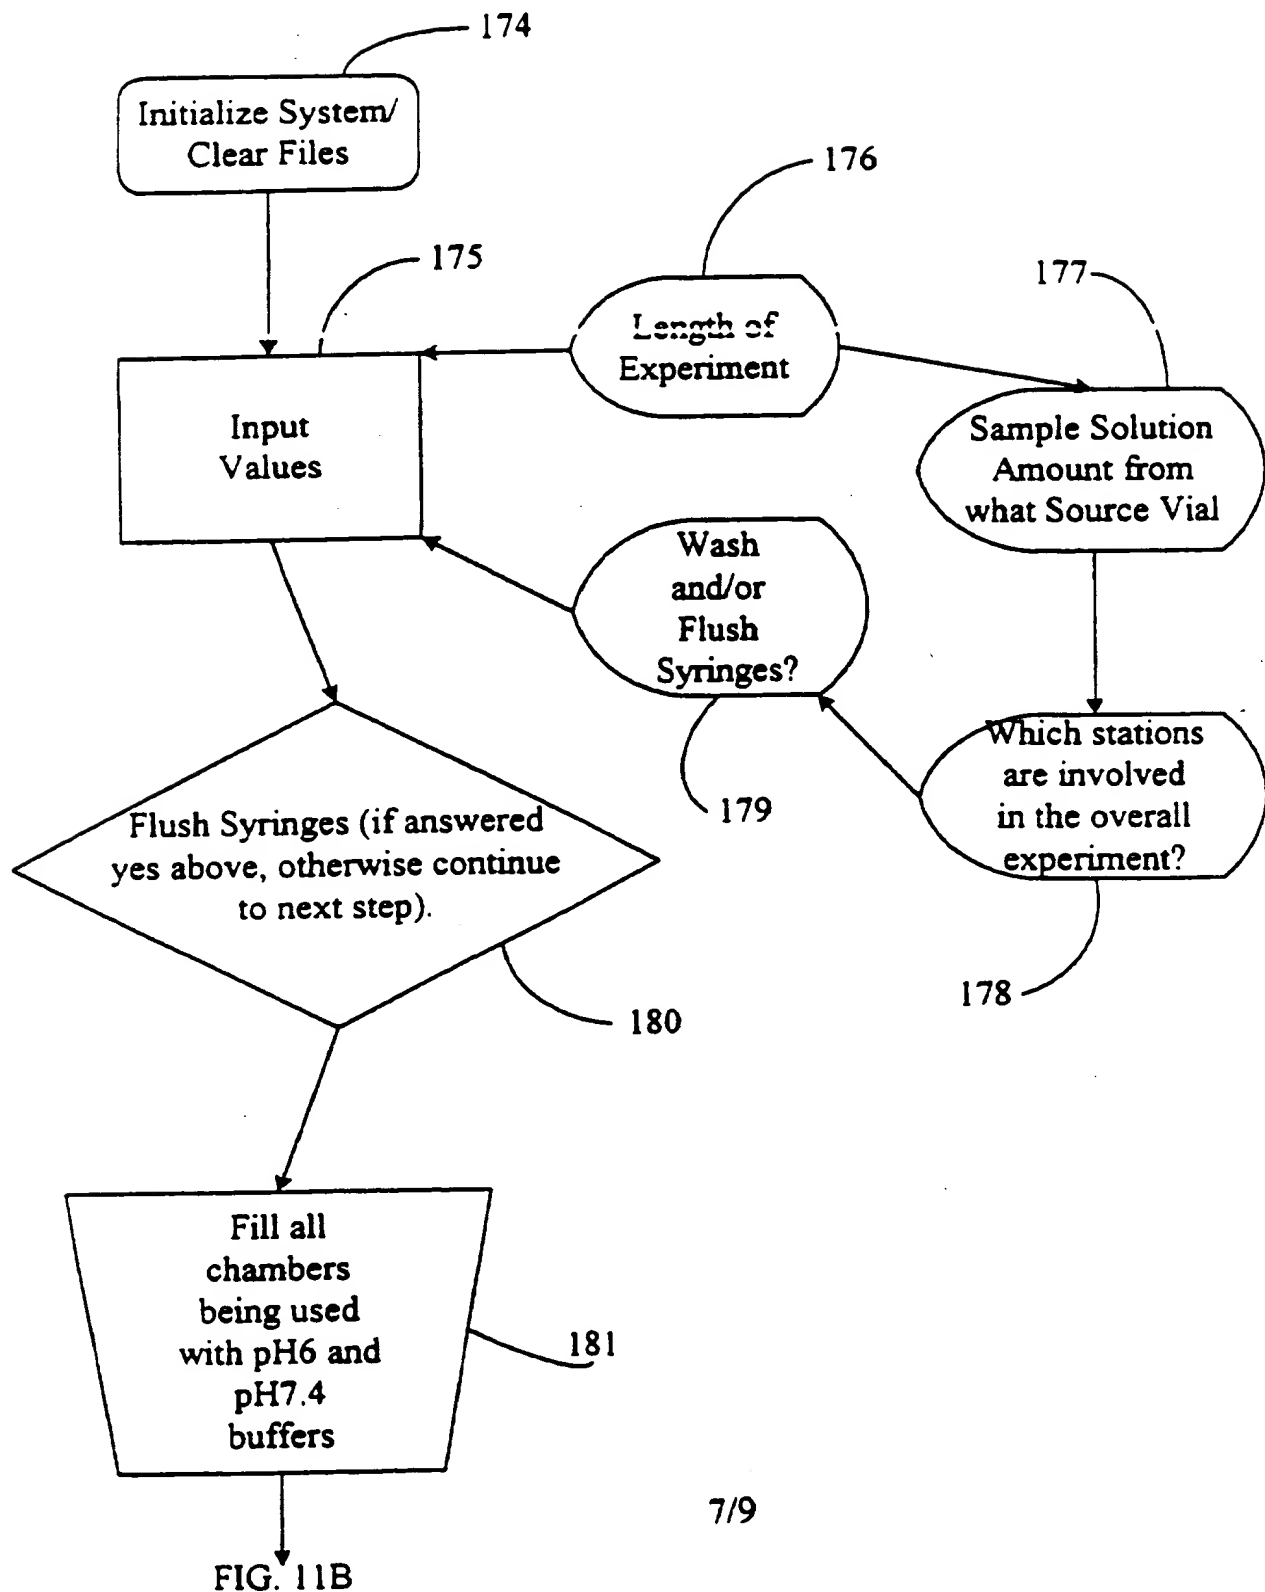 174
Initialize System/
Clear Files
176
175
177
Length of
Experiment
Input
Values
Sample Solution
Amount from
what Source Vial
Wash
and/or
Flush
Syringes?
Which stations
are involved
in the overall
experiment?
179
Flush Syringes (if answered
yes above, otherwise continue
to next step).
178
180
Fill all
chambers
being used
with pH6 and
pH7.4
buffers
181
7/9
FIG. 11B